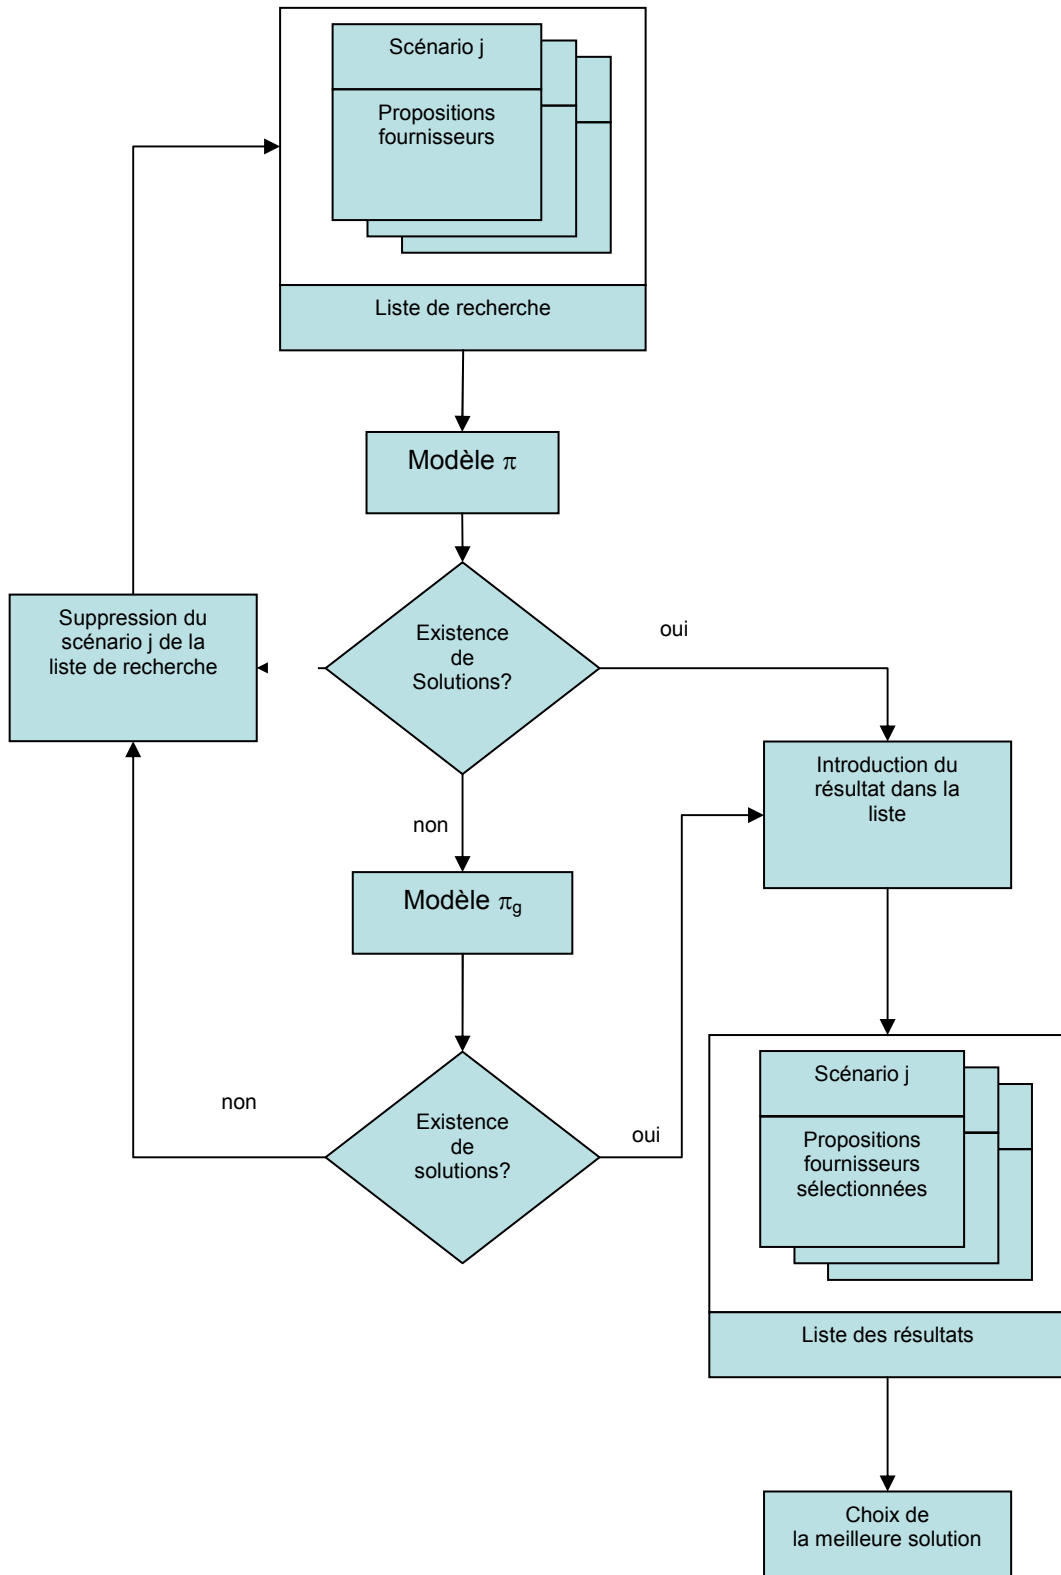 Scénario j
Propositions
fournisseurs
Liste de recherche
Modèle π
Existence
de
Solutions?
oui
Suppression du
scénario j de la
liste de recherche
Introduction du
résultat dans la
liste
non
Modèle πg
Existence
de
solutions?
non
oui
Scénario j
Propositions
fournisseurs
sélectionnées
Liste des résultats
Choix de
la meilleure solution